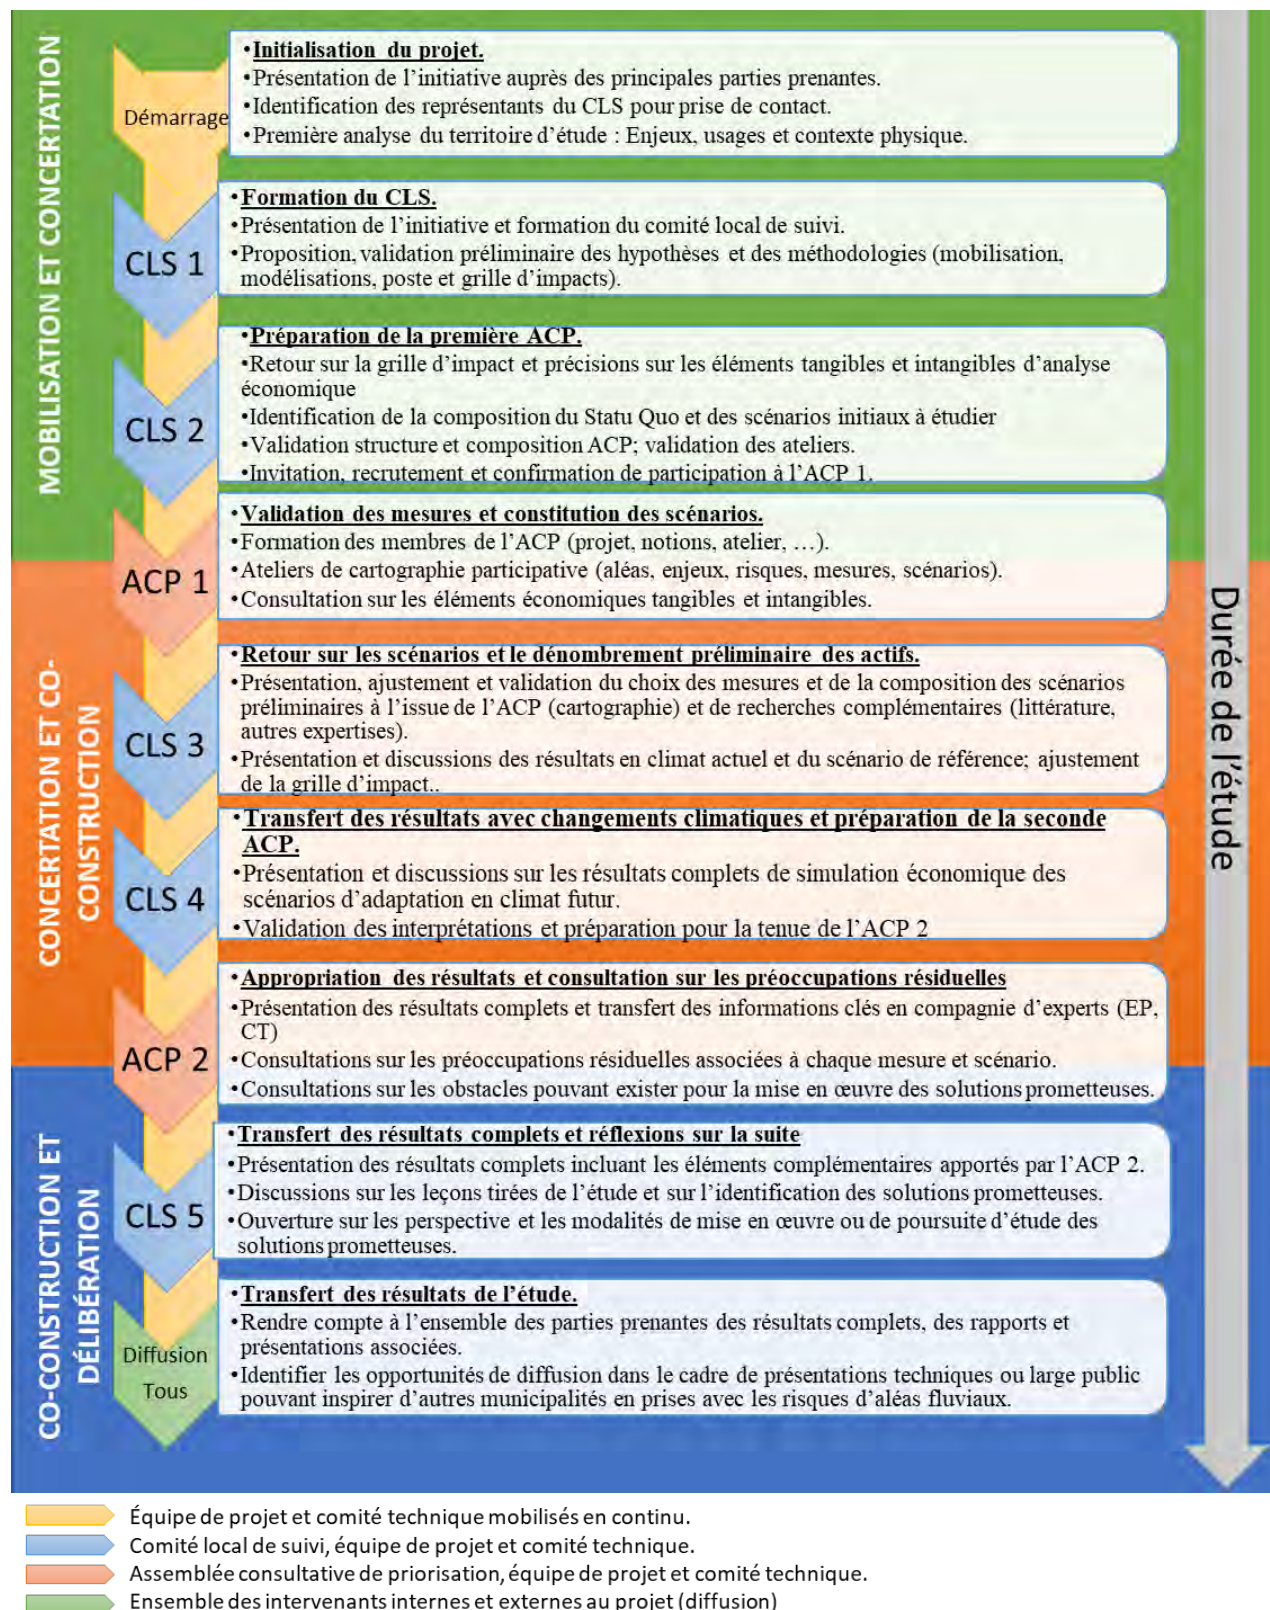 MOBILISATION ET CONCERTATION
Démarrage
•Initialisation du projet.
•Présentation de l’initiative auprès des principales parties prenantes.
•Identification des représentants du CLS pour prise de contact.
•Première analyse du territoire d’étude : Enjeux, usages et contexte physique.
CLS 1
•Formation du CLS.
•Présentation de l’initiative et formation du comité local de suivi.
•Proposition, validation préliminaire des hypothèses et des méthodologies (mobilisation,
modélisations, poste et grille d’impacts).
CLS 2
•Préparation de la première ACP.
•Retour sur la grille d’impact et précisions sur les éléments tangibles et intangibles d’analyse
économique
•Identification de la composition du Statu Quo et des scénarios initiaux à étudier
•Validation structure et composition ACP; validation des ateliers.
•Invitation, recrutement et confirmation de participation à l’ACP 1.
ACP 1
•Validation des mesures et constitution des scénarios.
•Formation des membres de l’ACP (projet, notions, atelier, …).
•Ateliers de cartographie participative (aléas, enjeux, risques, mesures, scénarios).
•Consultation sur les éléments économiques tangibles et intangibles.
CONCERTATION ET CO-
CONSTRUCTION
CLS 3
•Retour sur les scénarios et le dénombrement préliminaire des actifs.
•Présentation, ajustement et validation du choix des mesures et de la composition des scénarios
préliminaires à l’issue de l’ACP (cartographie) et de recherches complémentaires (littérature,
autres expertises).
•Présentation et discussions des résultats en climat actuel et du scénario de référence; ajustement
de la grille d’impact..
CLS 4
•Transfert des résultats avec changements climatiques et préparation de la seconde
ACP.
•Présentation et discussions sur les résultats complets de simulation économique des
scénarios d’adaptation en climat futur.
•Validation des interprétations et préparation pour la tenue de l’ACP 2
ACP 2
•Appropriation des résultats et consultation sur les préoccupations résiduelles
•Présentation des résultats complets et transfert des informations clés en compagnie d’experts (EP,
CT)
•Consultations sur les préoccupations résiduelles associées à chaque mesure et scénario.
•Consultations sur les obstacles pouvant exister pour la mise en œuvre des solutions prometteuses.
CO-CONSTRUCTION ET
DÉLIBÉRATION
CLS 5
•Transfert des résultats complets et réflexions sur la suite
•Présentation des résultats complets incluant les éléments complémentaires apportés par l’ACP 2.
•Discussions sur les leçons tirées de l’étude et sur l’identification des solutions prometteuses.
•Ouverture sur les perspective et les modalités de mise en œuvre ou de poursuite d’étude des
solutions prometteuses.
Diffusion
Tous
•Transfert des résultats de l’étude.
•Rendre compte à l’ensemble des parties prenantes des résultats complets, des rapports et
présentations associées.
•Identifier les opportunités de diffusion dans le cadre de présentations techniques ou large public
pouvant inspirer d’autres municipalités en prises avec les risques d’aléas fluviaux.
Durée de l’étude
Équipe de projet et comité technique mobilisés en continu.
Comité local de suivi, équipe de projet et comité technique.
Assemblée consultative de priorisation, équipe de projet et comité technique.
Ensemble des intervenants internes et externes au projet (diffusion)